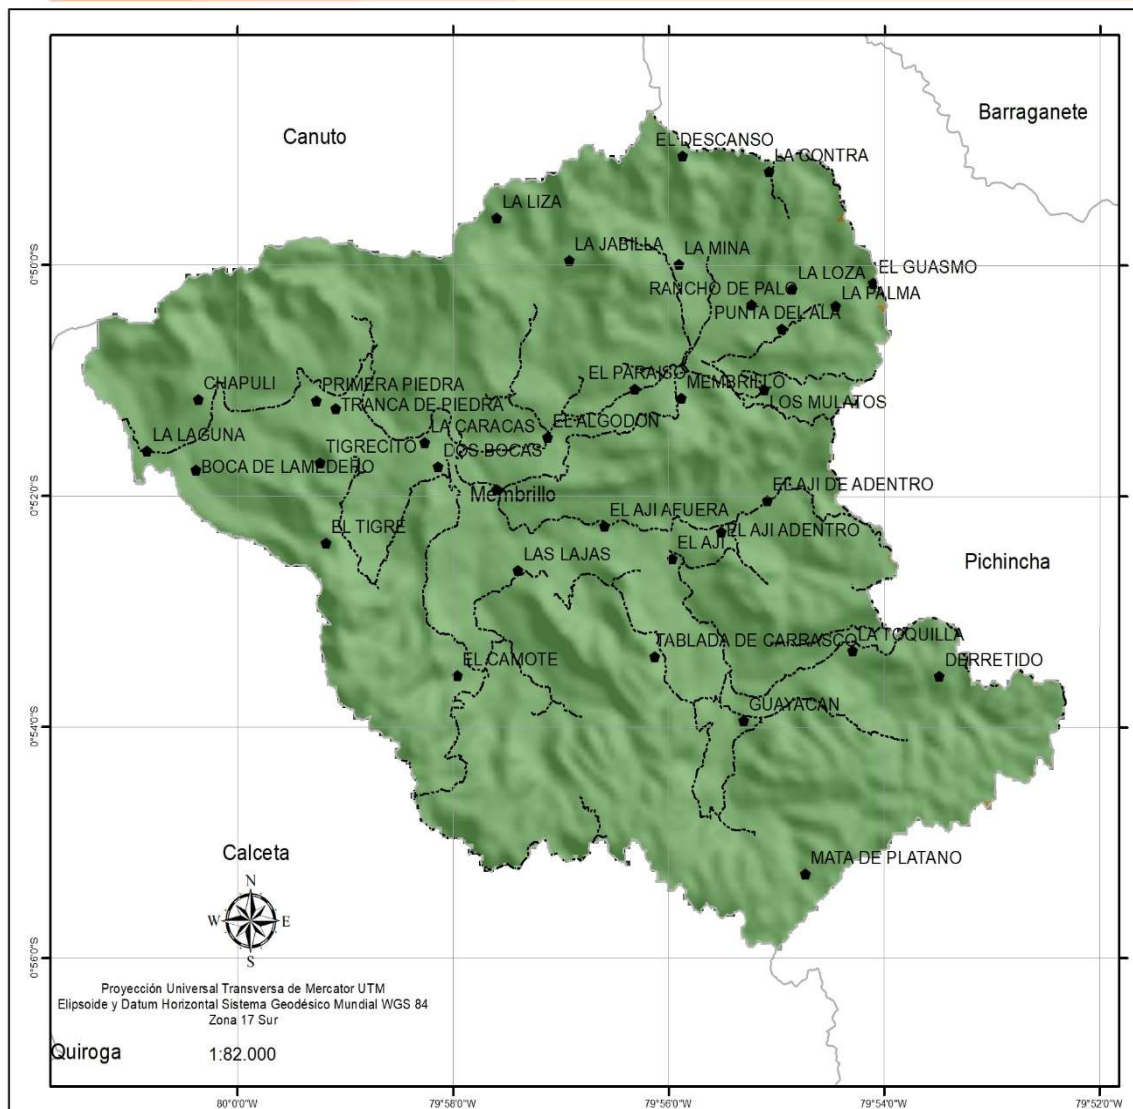 Barraganete
Canuto
EL DESCANSO
LA CONTRA
LA LIZA
LA JABILLA
LA MINA
LA LOZA
EL GUASMO
RANCHO DE PALO
LA PALMA
PUNTA DEL ALA
EL PARAISO
MEMBRILLO
CHAPULI
PRIMERA PIEDRA
TRANCA DE PIEDRA
LOS MULATOS
LA CARACAS
EL ALGODON
LA LAGUNA
TIGRECITO
DOS BOCAS
BOCA DE LAMEDERO
Membrillo
EL AJI DE ADENTRO
EL AJI AFUERA
EL TIGRE
EL AJI ADENTRO
EL AJI
LAS LAJAS
Pichincha
TABLADA DE CARRASCO
LA TOQUILLA
EL CAMOTE
DERRETIDO
GUAYACAN
Calceta
MATA DE PLATANO
N
W
E
S
Proyección Universal Transversa de Mercator UTM
Elipsoide y Datum Horizontal Sistema Geodésico Mundial WGS 84
Zona 17 Sur
Quiroga
1:82.000
0°50'0"S
0°52'0"S
0°54'0"S
0°56'0"S
80°0'0"W
79°58'0"W
79°56'0"W
79°54'0"W
79°52'0"W